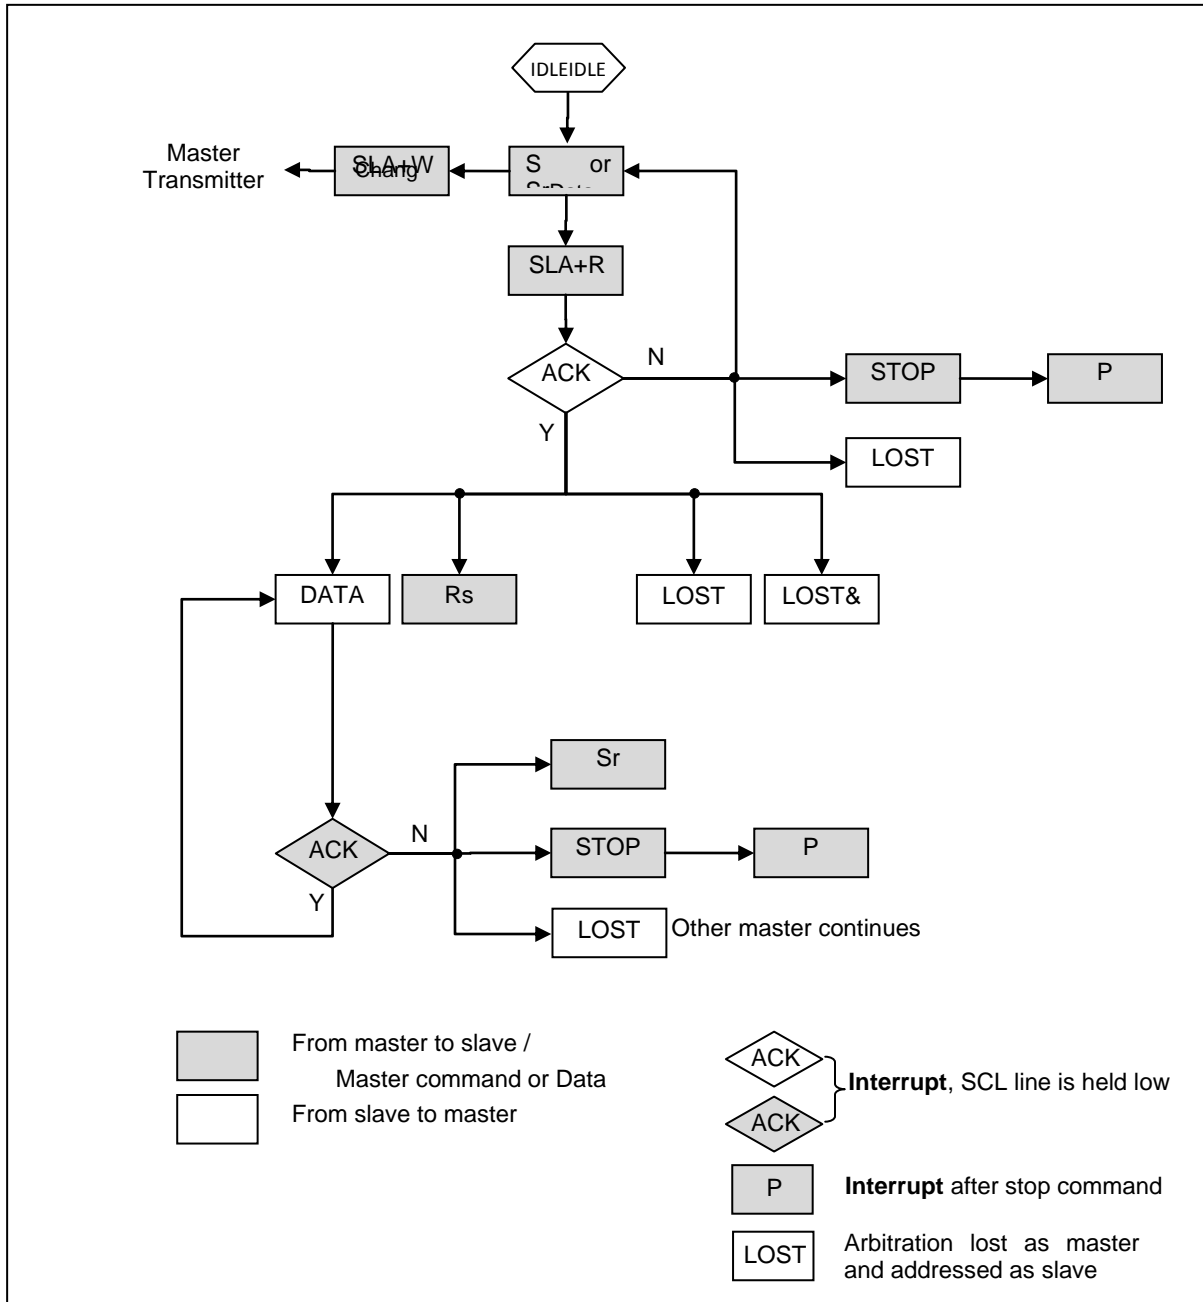 IDLEIDLE
Master
Transmitter
SLA+W
Chang
S or
SLA+R
ACK
N
STOP
P
Y
LOST
DATA
Rs
LOST
LOST&
Sr
ACK
N
STOP
P
Y
LOST
Other master continues
From master to slave /
Master command or Data
From slave to master
ACK
Interrupt, SCL line is held low
ACK
P
Interrupt after stop command
LOST
Arbitration lost as master
and addressed as slave